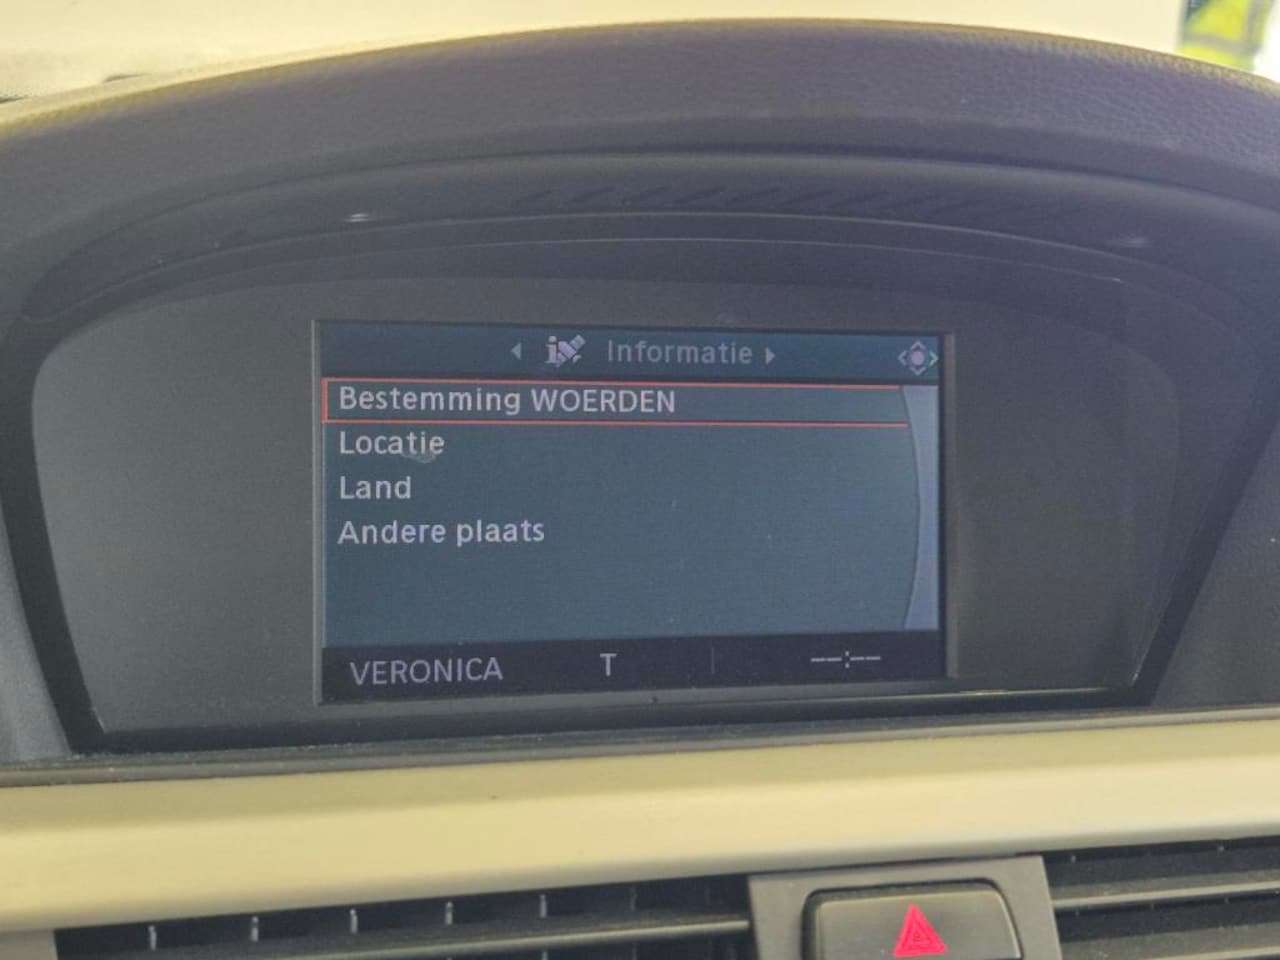 Informatie
Bestemming WOERDEN
Locatie
Land
Andere plaats
VERONICA T --:--